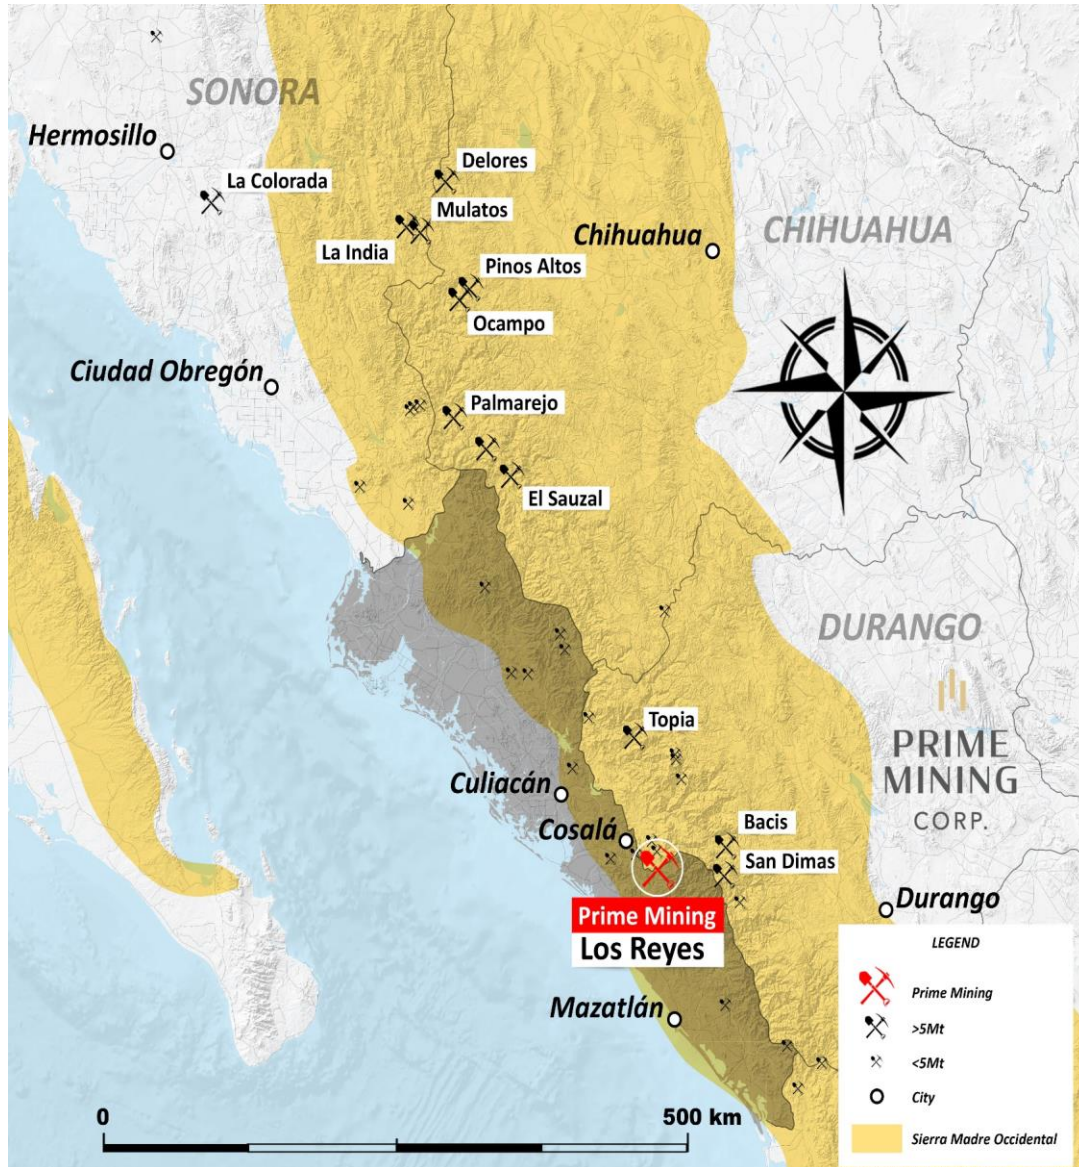 SONORA
Hermosillo
Delores
La Colorada
Mulatos
La India
Chihuahua
CHIHUAHUA
Pinos Altos
Ocampo
Ciudad Obregón
Palmarejo
El Sauzal
DURANGO
Topia
PRIME
MINING
CORP.
Culiacán
Cosalá
Bacis
San Dimas
Durango
Prime Mining
Los Reyes
Mazatlán
LEGEND
Prime Mining
>5Mt
<5Mt
City
Sierra Madre Occidental
0 500 km